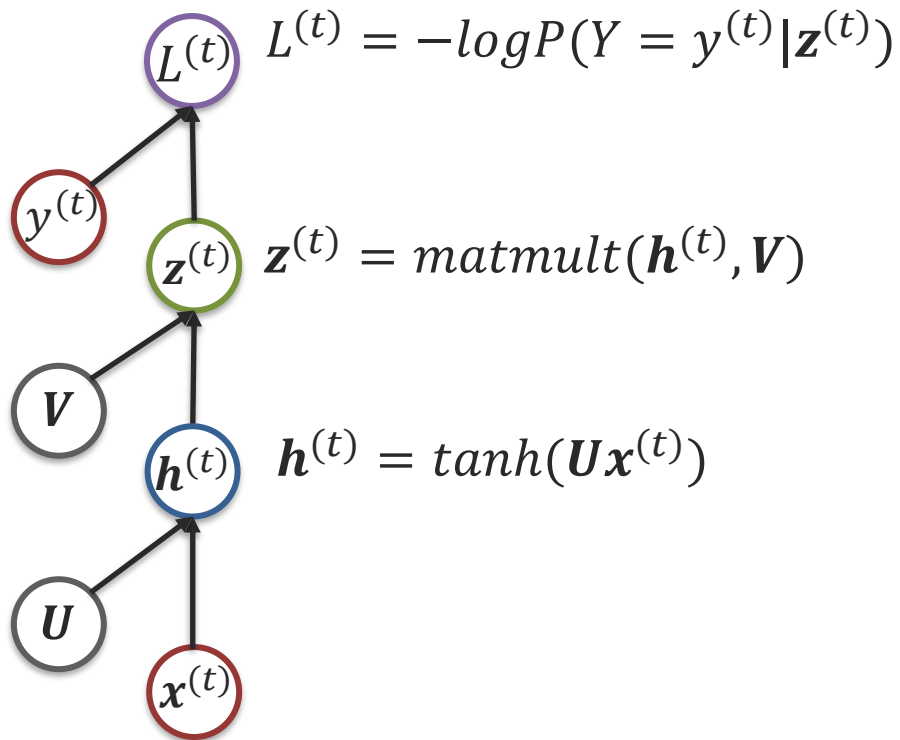 L^{(t)} L^{(t)} = −logP(Y = y^{(t)}|z^{(t)})
y^{(t)}
z^{(t)} z^{(t)} = matmult(h^{(t)}, V)
V
h^{(t)} h^{(t)} = tanh(Ux^{(t)})
U
x^{(t)}